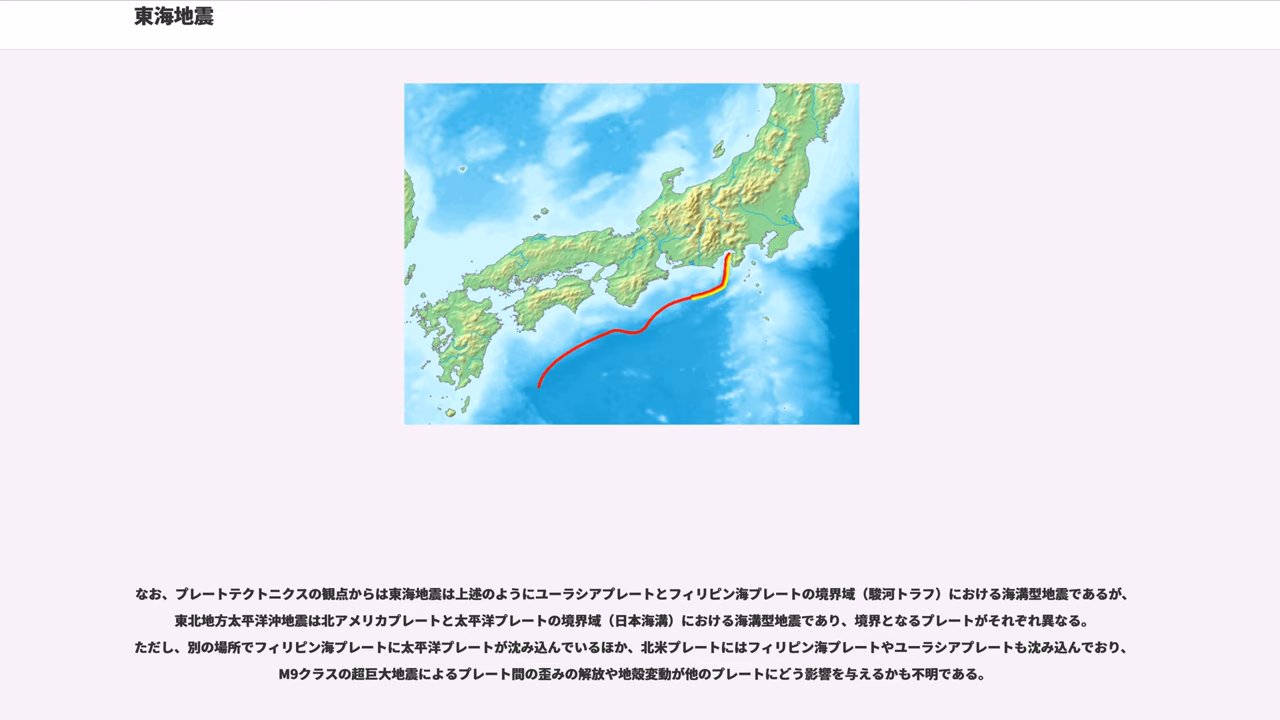 東海地震
なお、プレートテクトニクスの観点からは東海地震は上述のようにユーラシアプレートとフィリピン海プレートの境界域（駿河トラフ）における海溝型地震であるが、
東北地方太平洋沖地震は北アメリカプレートと太平洋プレートの境界域（日本海溝）における海溝型地震であり、境界となるプレートがそれぞれ異なる。
ただし、別の場所でフィリピン海プレートに太平洋プレートが沈み込んでいるほか、北米プレートにはフィリピン海プレートやユーラシアプレートも沈み込んでおり、
M9クラスの超巨大地震によるプレート間の歪みの解放や地殻変動が他のプレートにどう影響を与えるかも不明である。